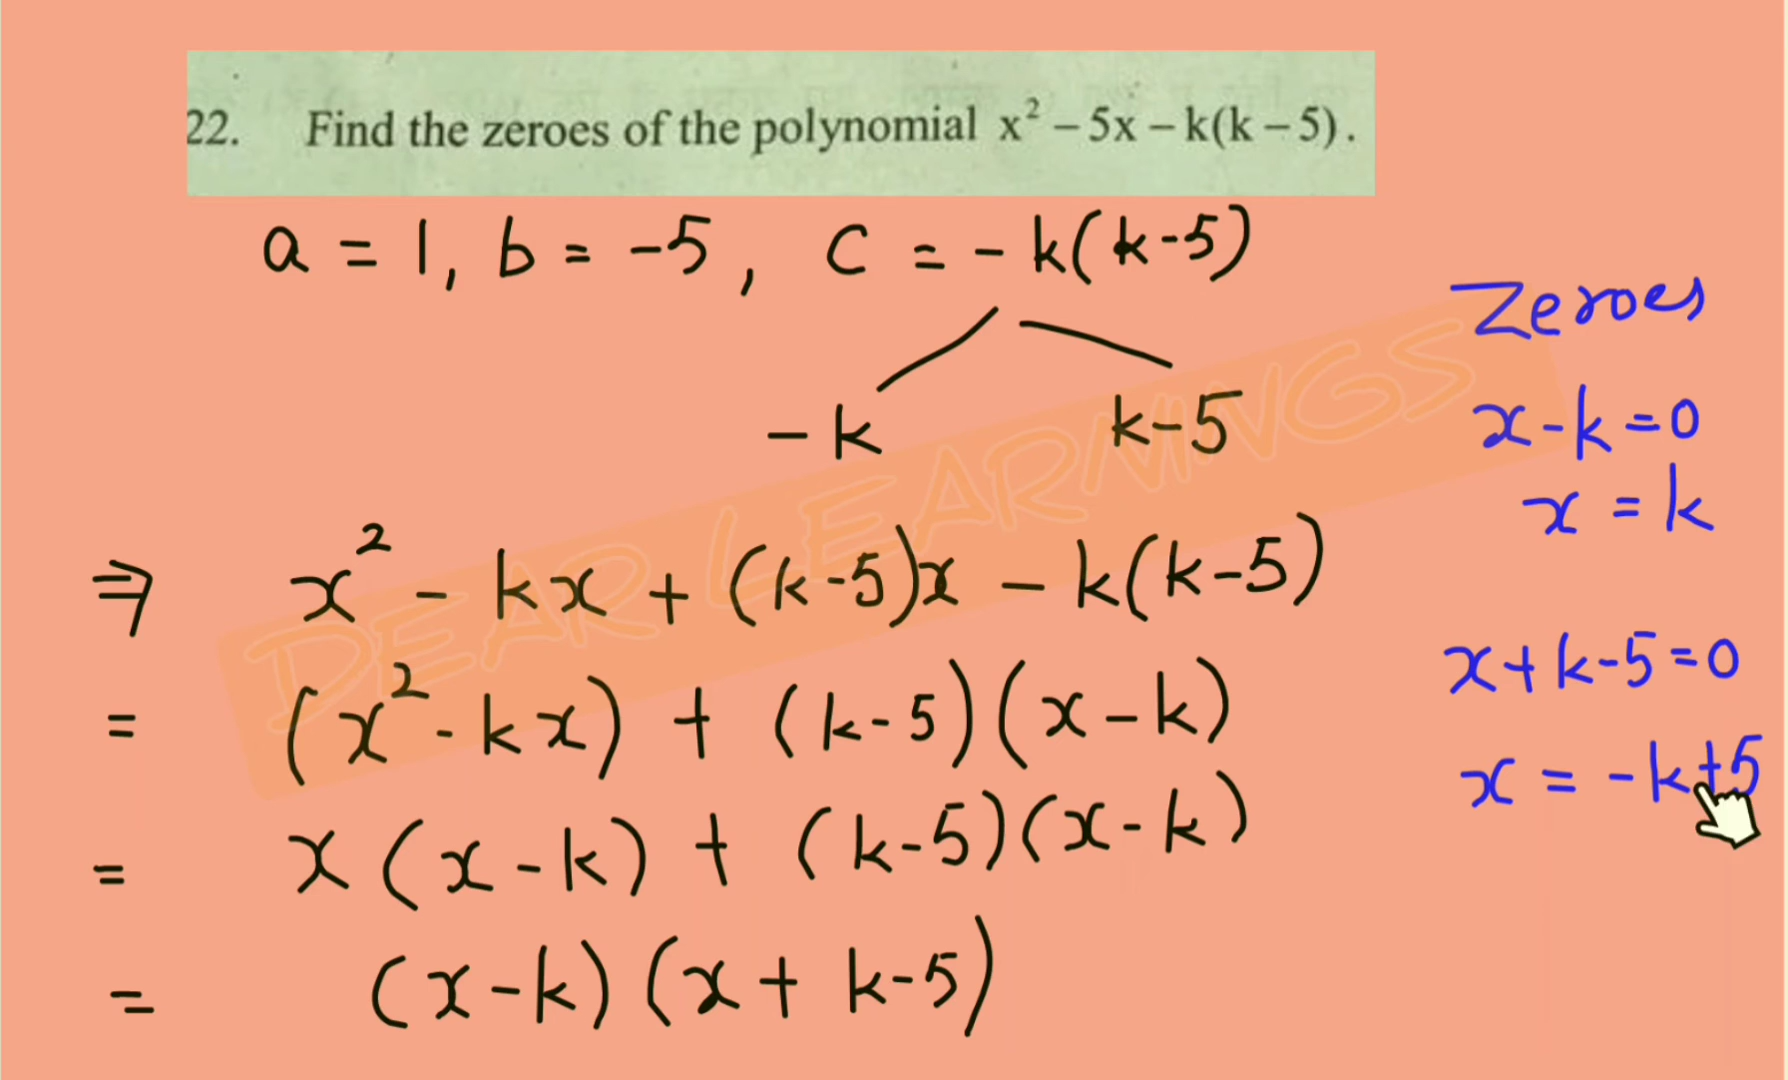 22. Find the zeroes of the polynomial x² – 5x – k(k – 5).
a = 1, b = -5, c = - k(k-5)
-k k-5
⇒ x² - kx + (k-5)x - k(k-5)
= (x² - kx) + (k-5)(x-k)
= x(x-k) + (k-5)(x-k)
= (x-k)(x+k-5)
Zeroes
x-k=0
x = k
x+k-5=0
x = -k+5
DEAR LEARNINGS